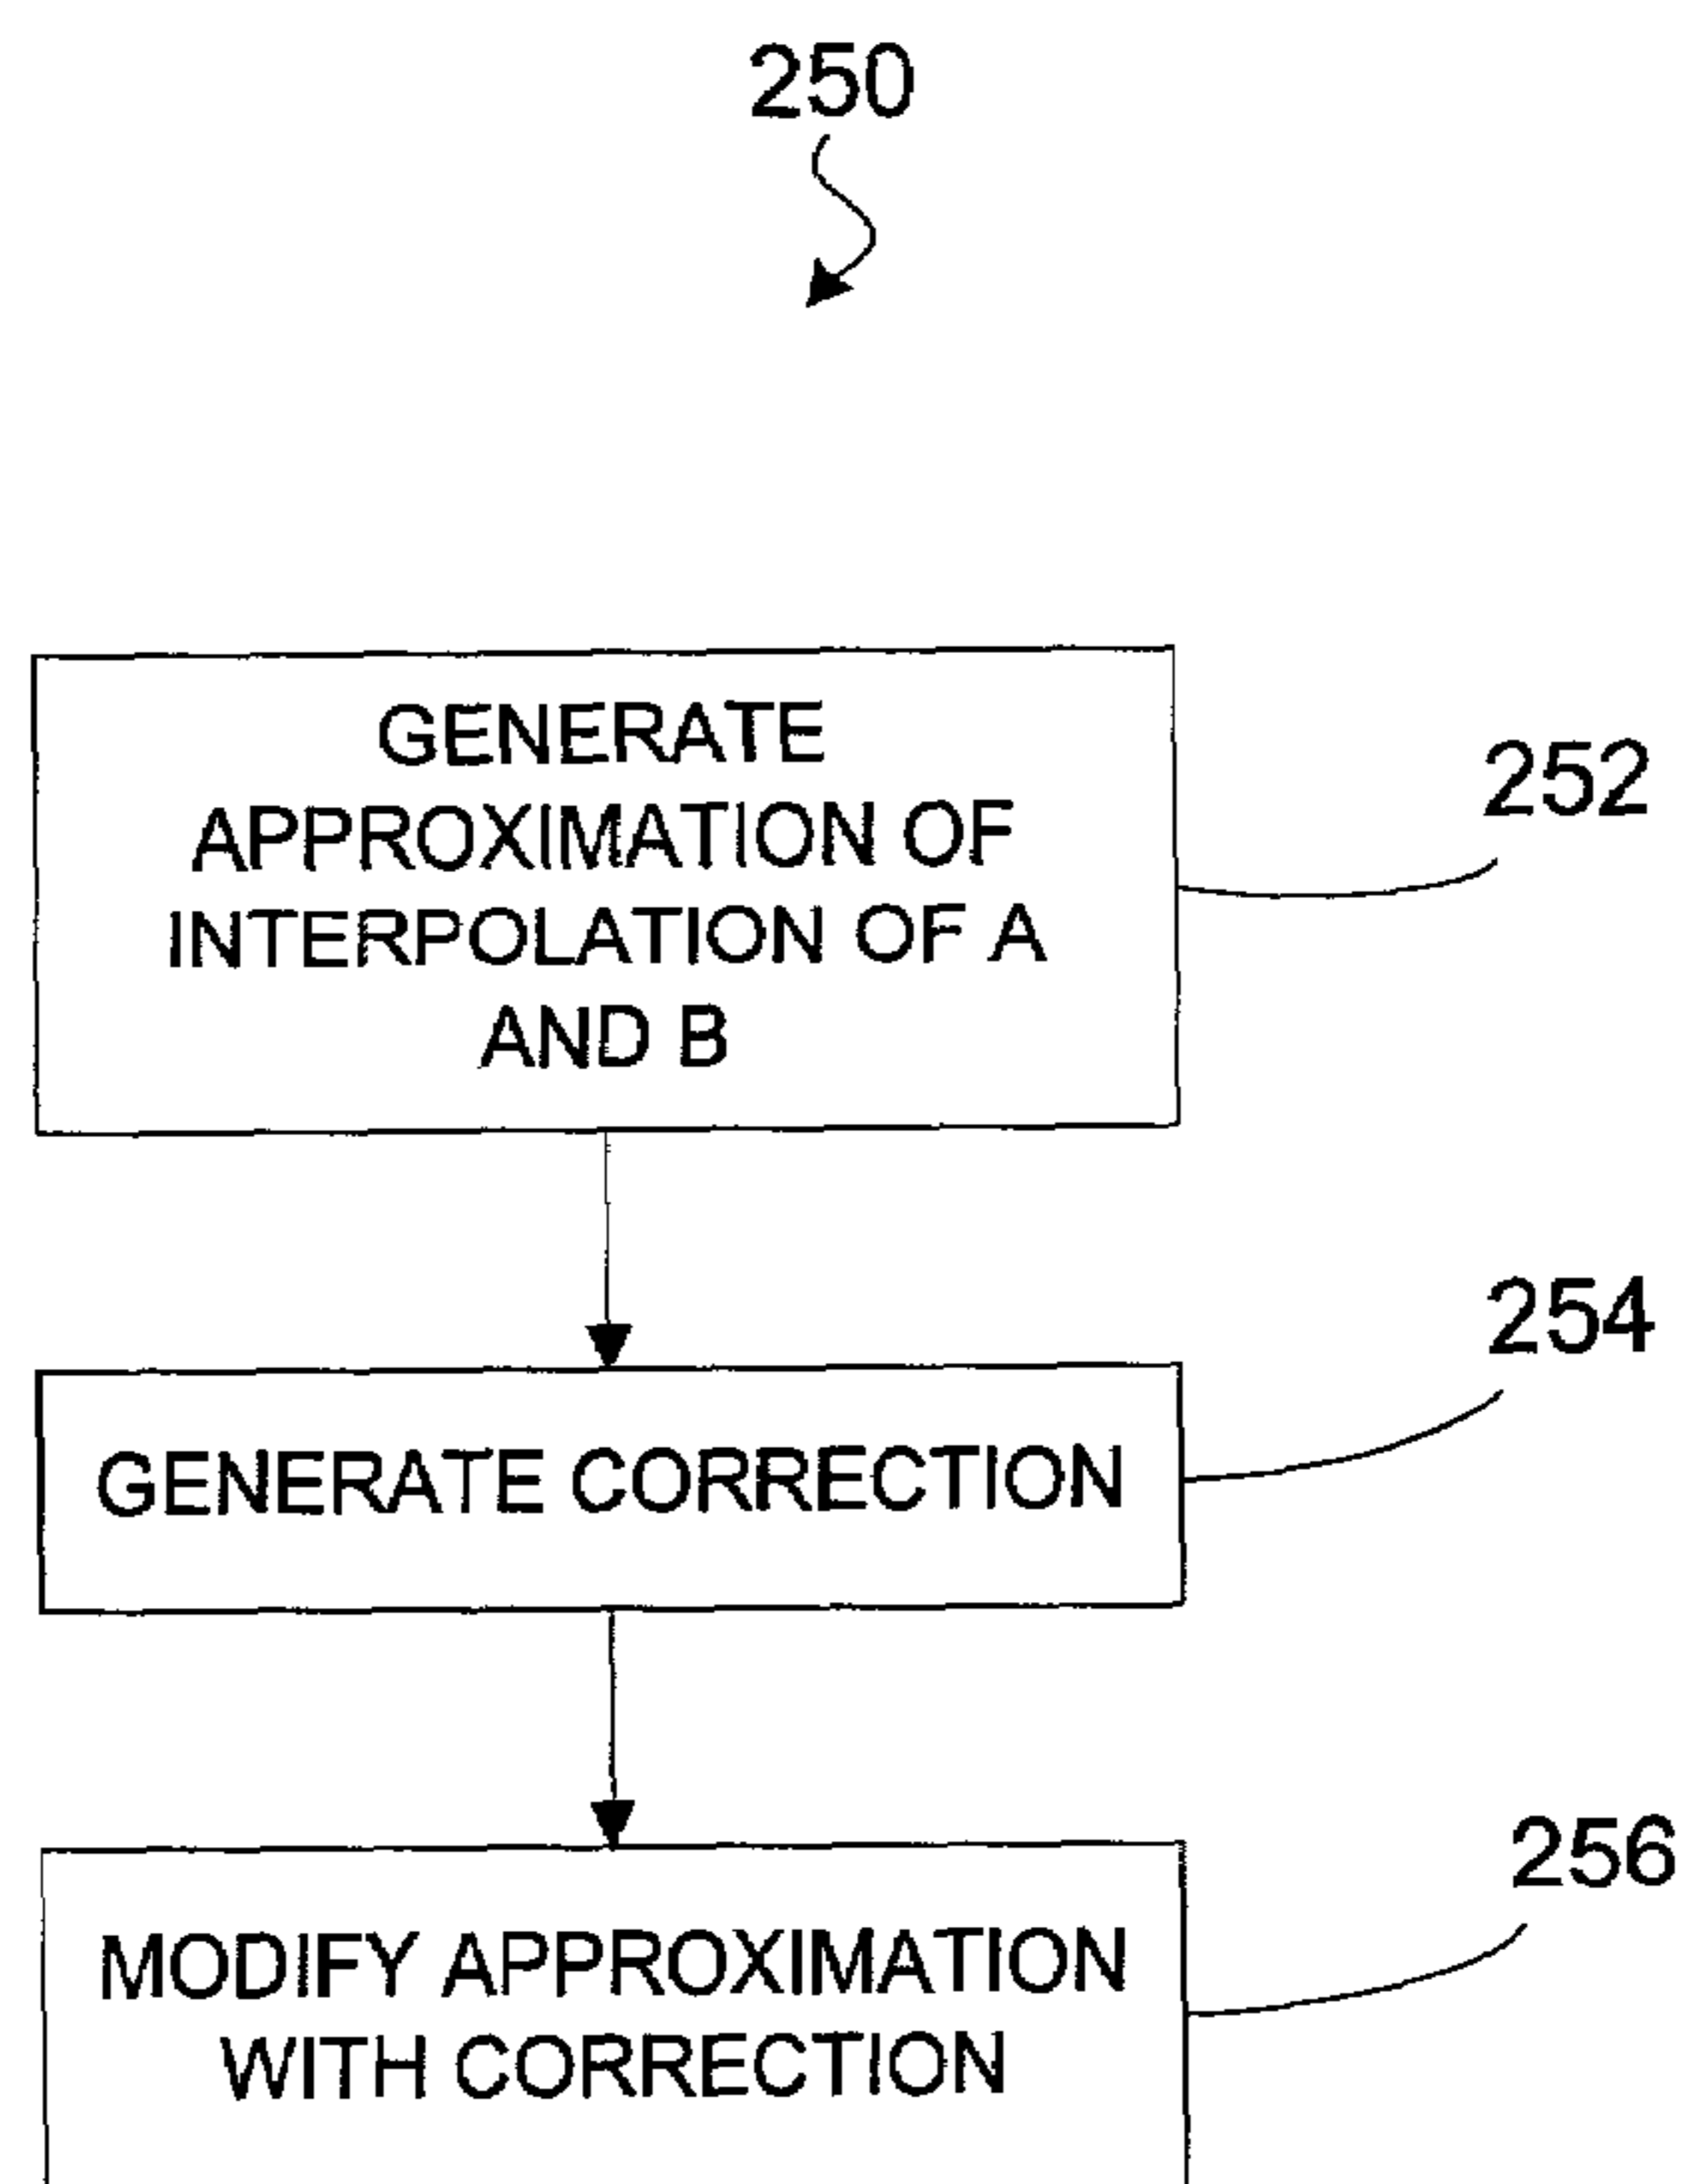 250
GENERATE
APPROXIMATION OF
INTERPOLATION OF A
AND B
252
GENERATE CORRECTION
254
MODIFY APPROXIMATION
WITH CORRECTION
256